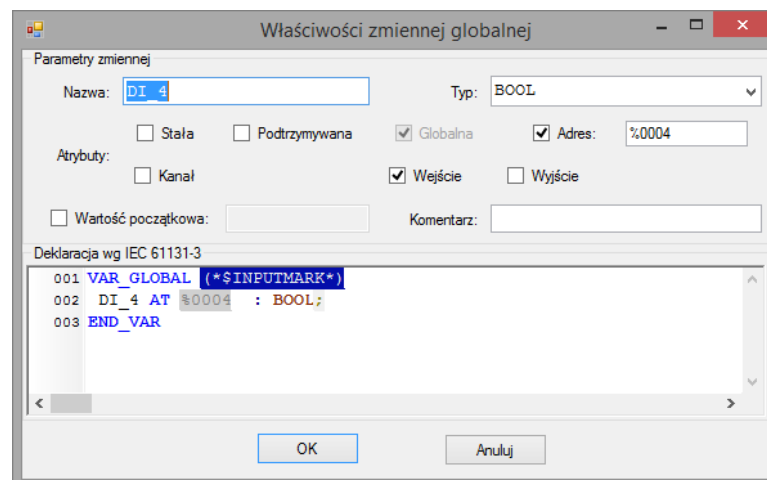 Właściwości zmiennej globalnej
Parametry zmiennej
Nazwa: DI_4 Typ: BOOL
Atrybuty: Stała Podtrzymywana Globalna Adres: %0004
Kanał Wejście Wyjście
Wartość początkowa: Komentarz:
Deklaracja wg IEC 61131-3
001 VAR_GLOBAL (*$INPUTMARK*)
002 DI_4 AT %0004 : BOOL;
003 END_VAR
OK Anuluj